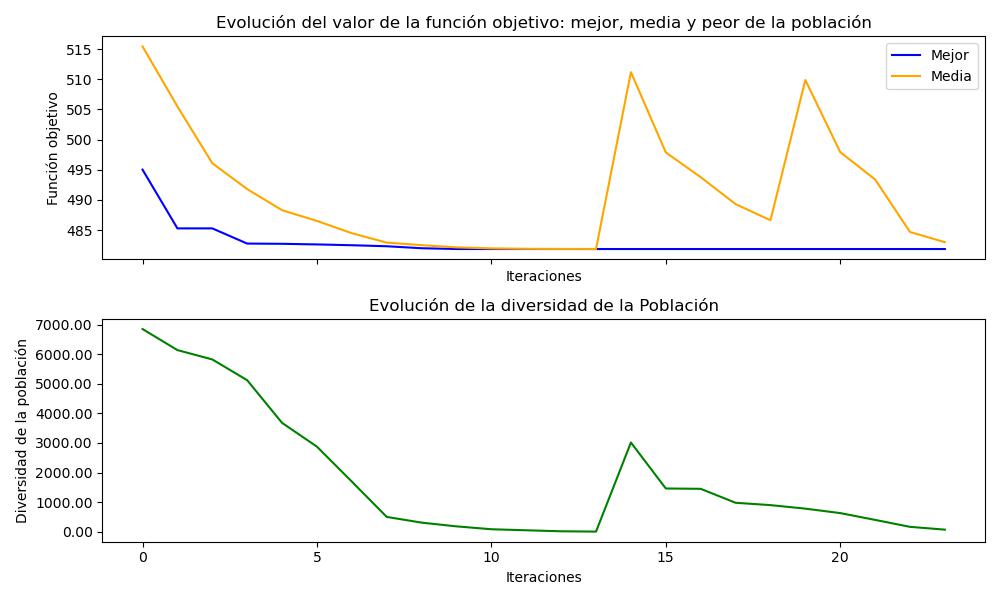 Evolución del valor de la función objetivo: mejor, media y peor de la población
515
510
505
500
495
490
485
Función objetivo
Mejor
Media
Iteraciones
Evolución de la diversidad de la Población
7000.00
6000.00
5000.00
4000.00
3000.00
2000.00
1000.00
0.00
Diversidad de la población
0
5
10
15
20
Iteraciones